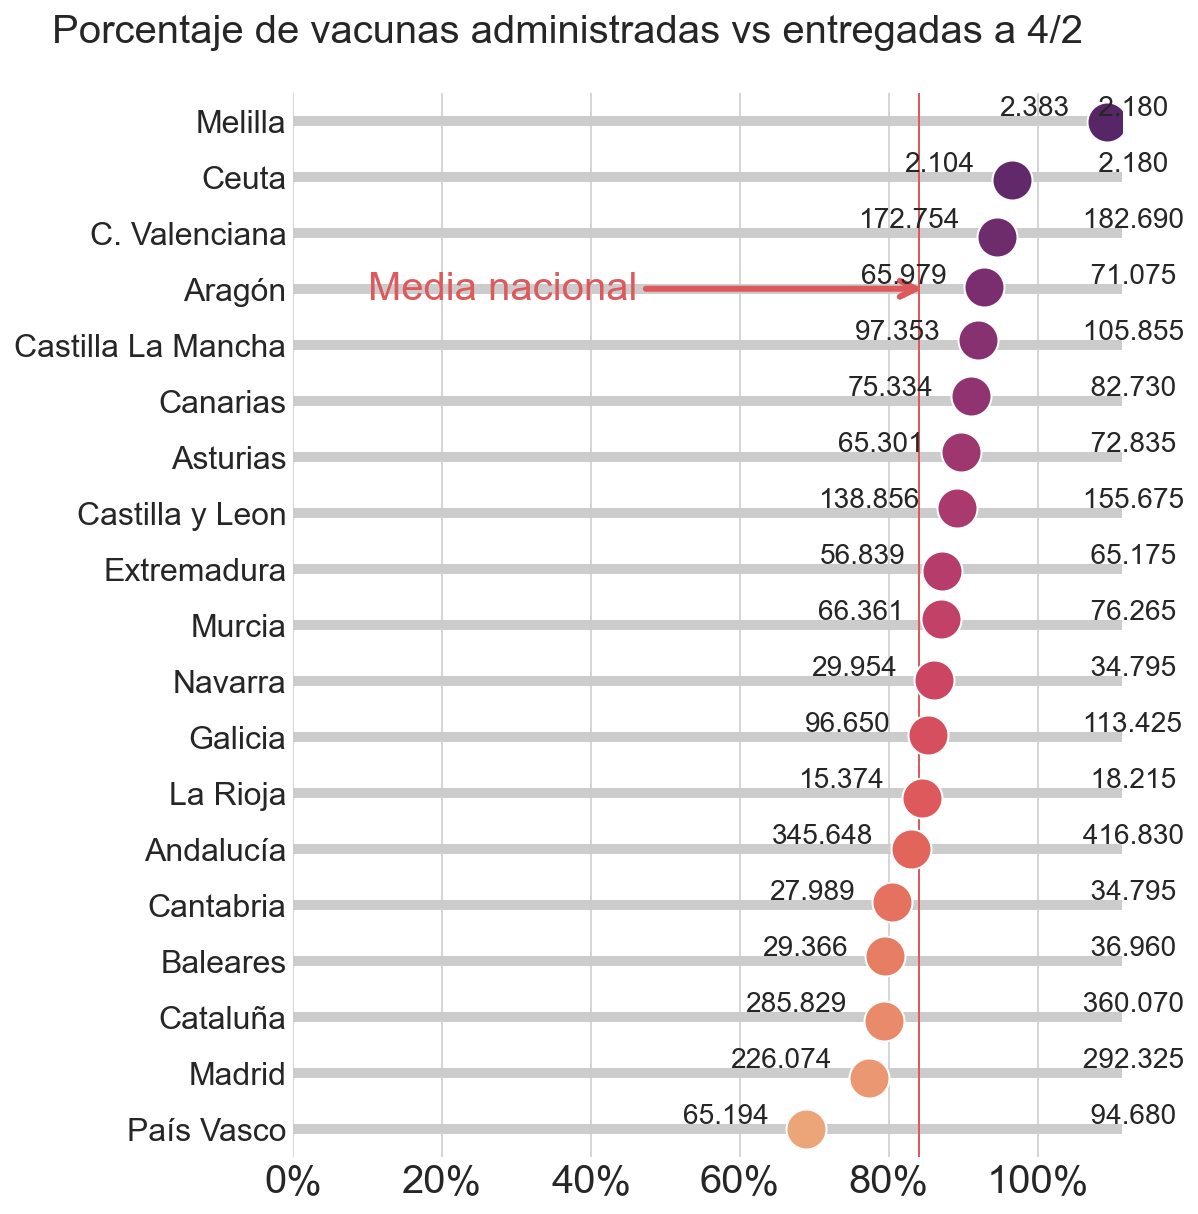 Porcentaje de vacunas administradas vs entregadas a 4/2
Melilla 2.383 2.180
Ceuta 2.104 2.180
C. Valenciana 172.754 182.690
Aragón 65.979 71.075
Media nacional
Castilla La Mancha 97.353 105.855
Canarias 75.334 82.730
Asturias 65.301 72.835
Castilla y Leon 138.856 155.675
Extremadura 56.839 65.175
Murcia 66.361 76.265
Navarra 29.954 34.795
Galicia 96.650 113.425
La Rioja 15.374 18.215
Andalucía 345.648 416.830
Cantabria 27.989 34.795
Baleares 29.366 36.960
Cataluña 285.829 360.070
Madrid 226.074 292.325
País Vasco 65.194 94.680
0% 20% 40% 60% 80% 100%